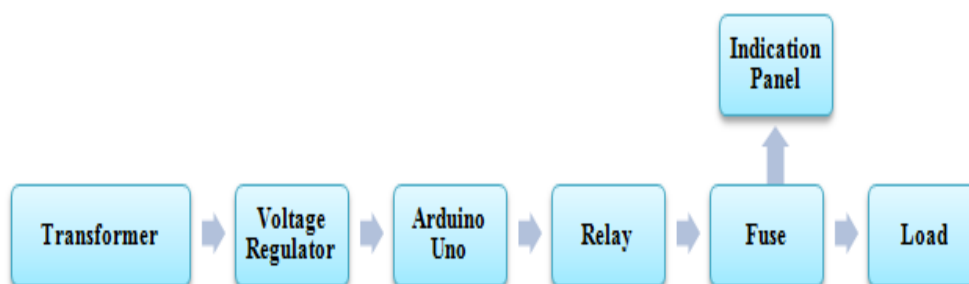 Indication
Panel
Transformer
Voltage
Regulator
Arduino
Uno
Relay
Fuse
Load